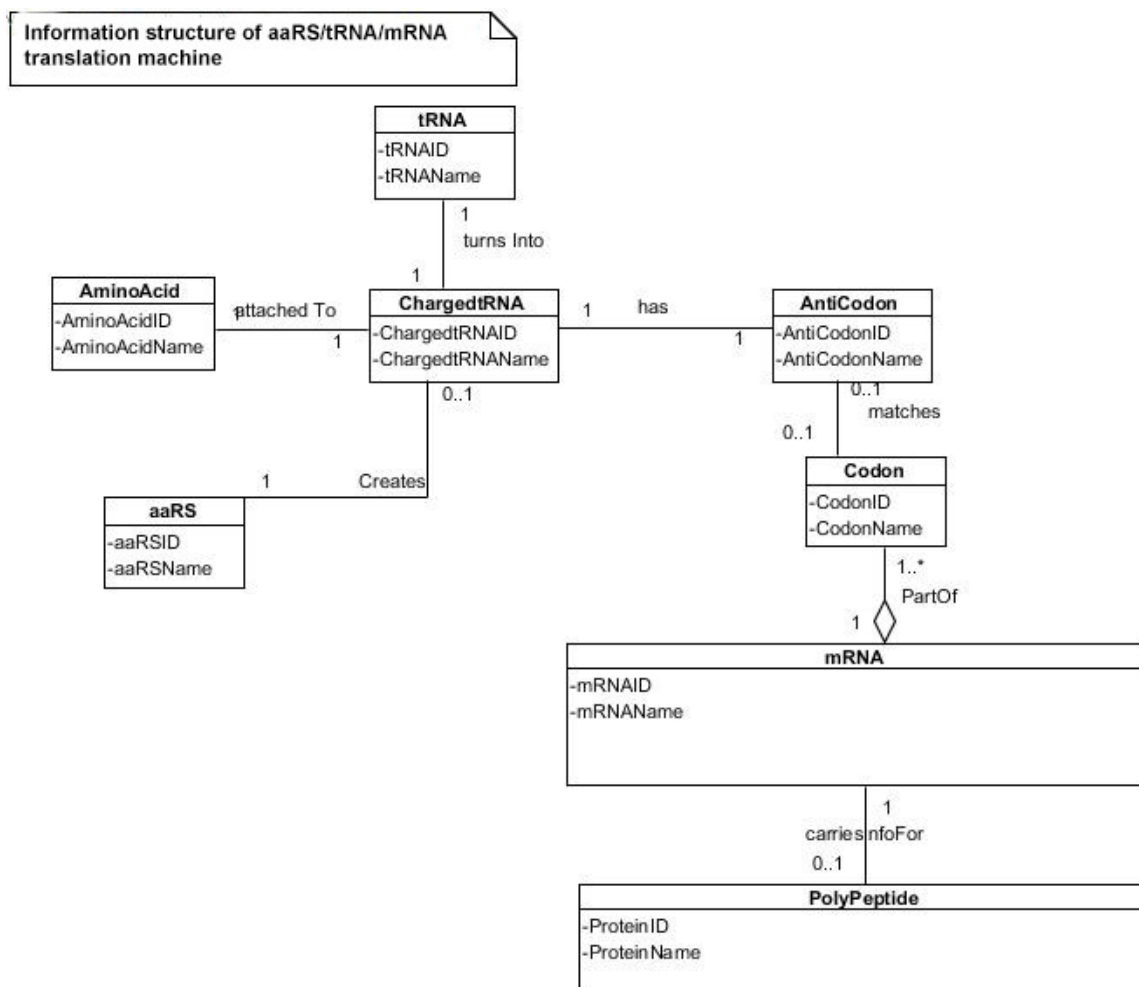 Information structure of aaRS/tRNA/mRNA
translation machine
tRNA
-tRNAID
-tRNAName
1
turns Into
1
AminoAcid
-AminoAcidID
-AminoAcidName
1
attached To
1
ChargedtRNA
-ChargedtRNAID
-ChargedtRNAName
1
has
1
AntiCodon
-AntiCodonID
-AntiCodonName
0..1
0..1
matches
0..1
Codon
-CodonID
-CodonName
1
Creates
aaRS
-aaRSID
-aaRSName
1..*
PartOf
1
mRNA
-mRNAID
-mRNAName
1
carriesInfoFor
0..1
PolyPeptide
-ProteinID
-ProteinName